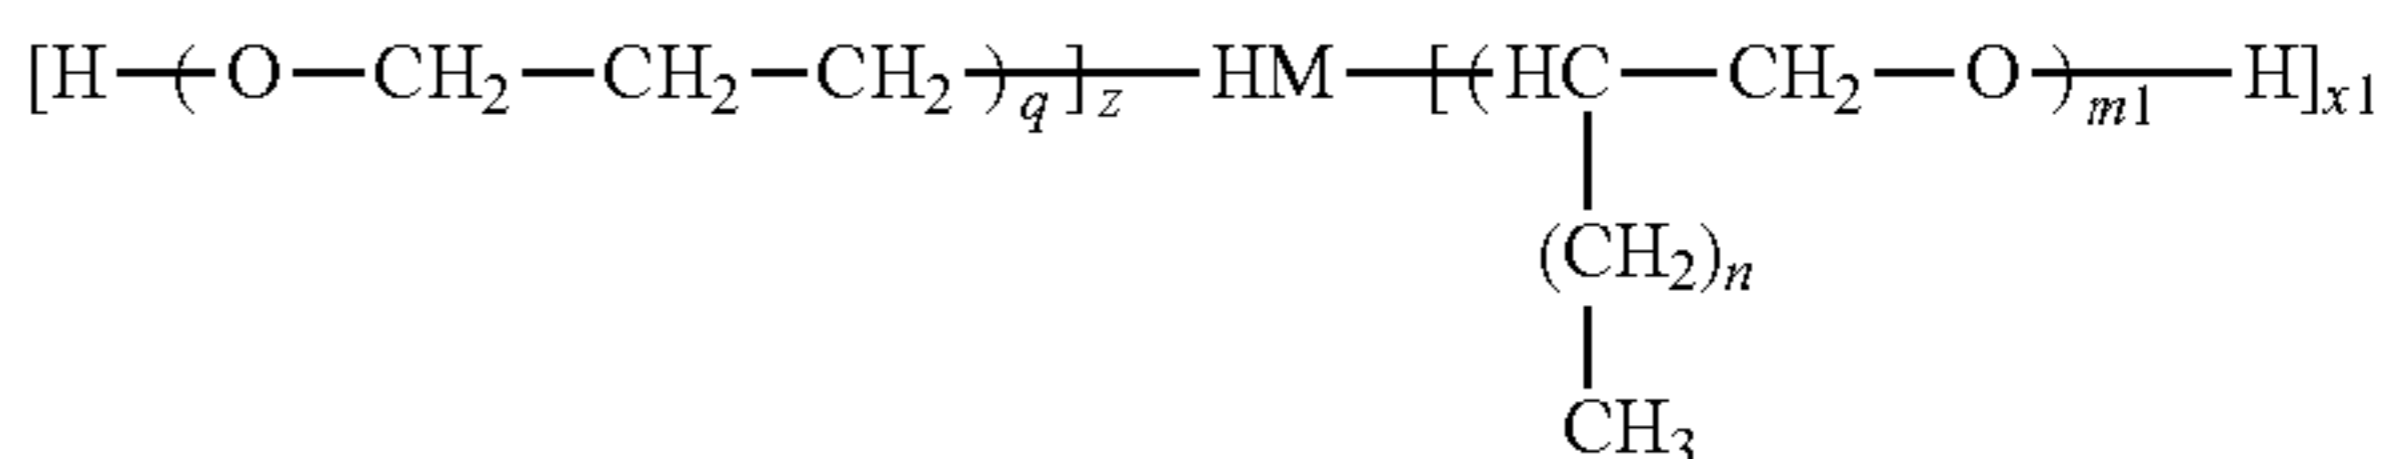 [H—(O—CH₂—CH₂—CH₂)q]z—HM—[(HC—CH₂—O)m1—H]x1
(CH₂)n
CH₃